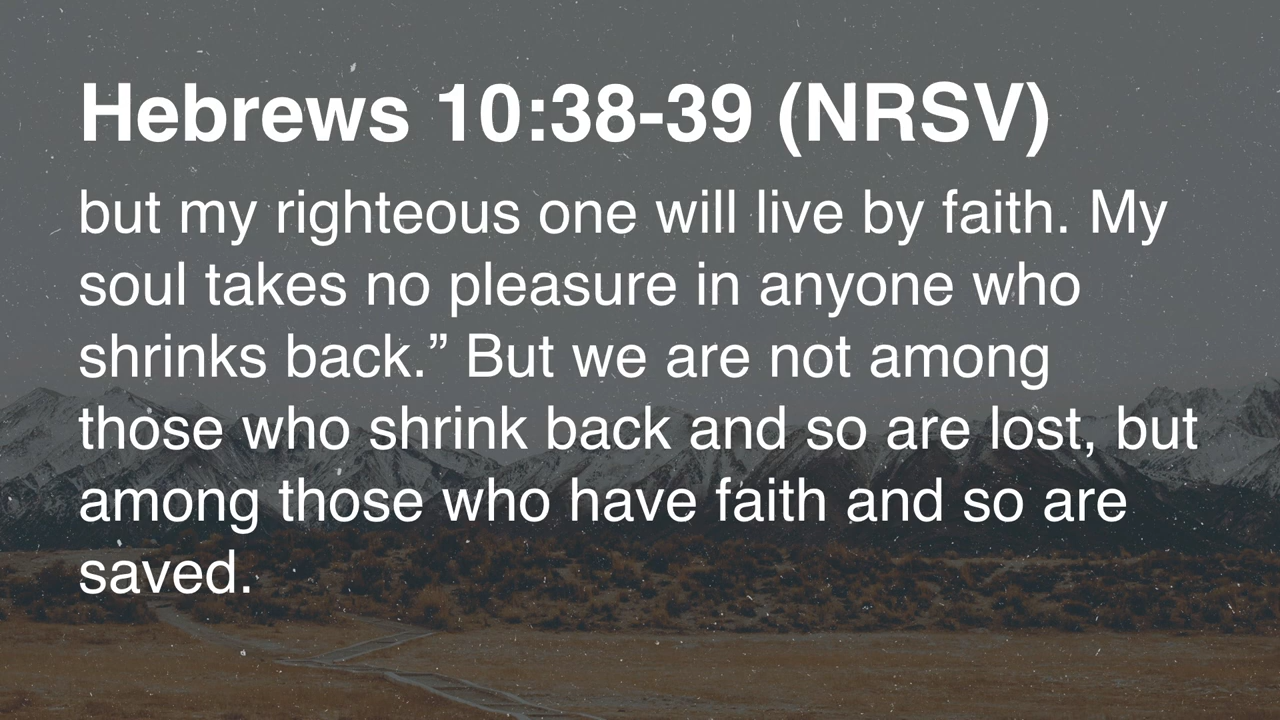 Hebrews 10:38-39 (NRSV)
but my righteous one will live by faith. My
soul takes no pleasure in anyone who
shrinks back.” But we are not among
those who shrink back and so are lost, but
among those who have faith and so are
saved.